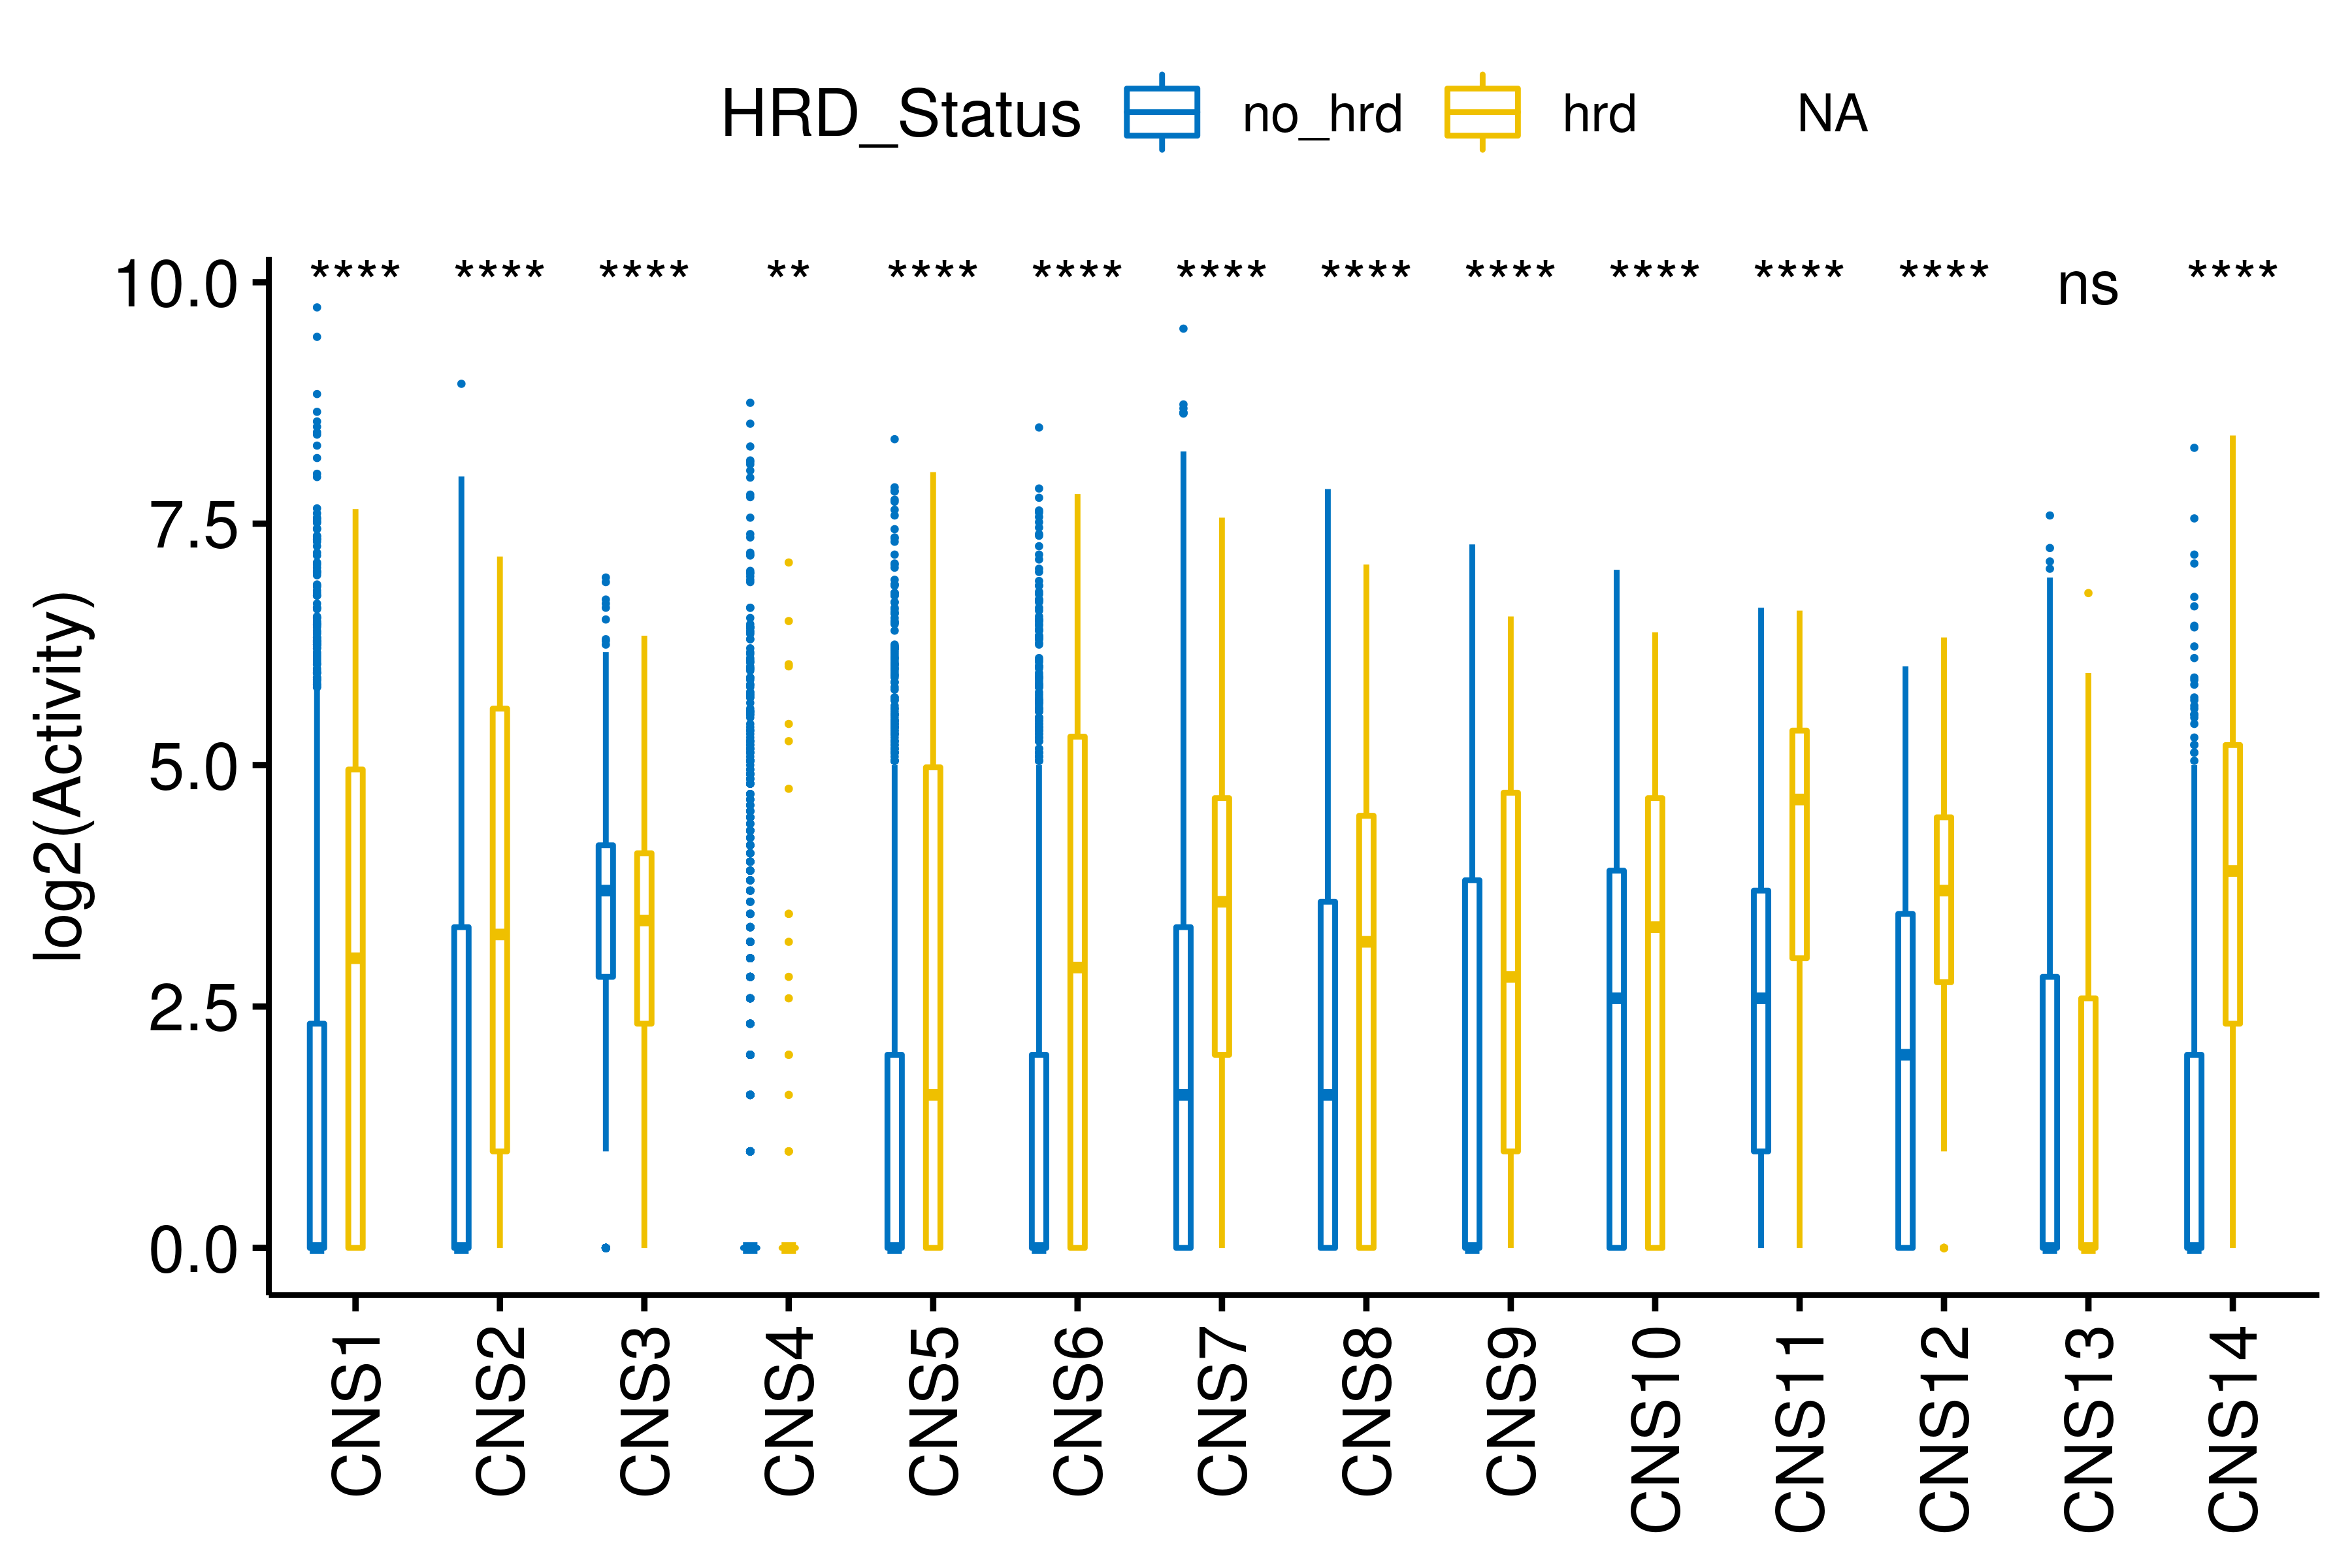 HRD_Status no_hrd hrd NA
**** **** **** ** **** **** **** **** **** **** **** **** ns ****
10.0
7.5
5.0
2.5
0.0
log2(Activity)
CNS1 CNS2 CNS3 CNS4 CNS5 CNS6 CNS7 CNS8 CNS9 CNS10 CNS11 CNS12 CNS13 CNS14